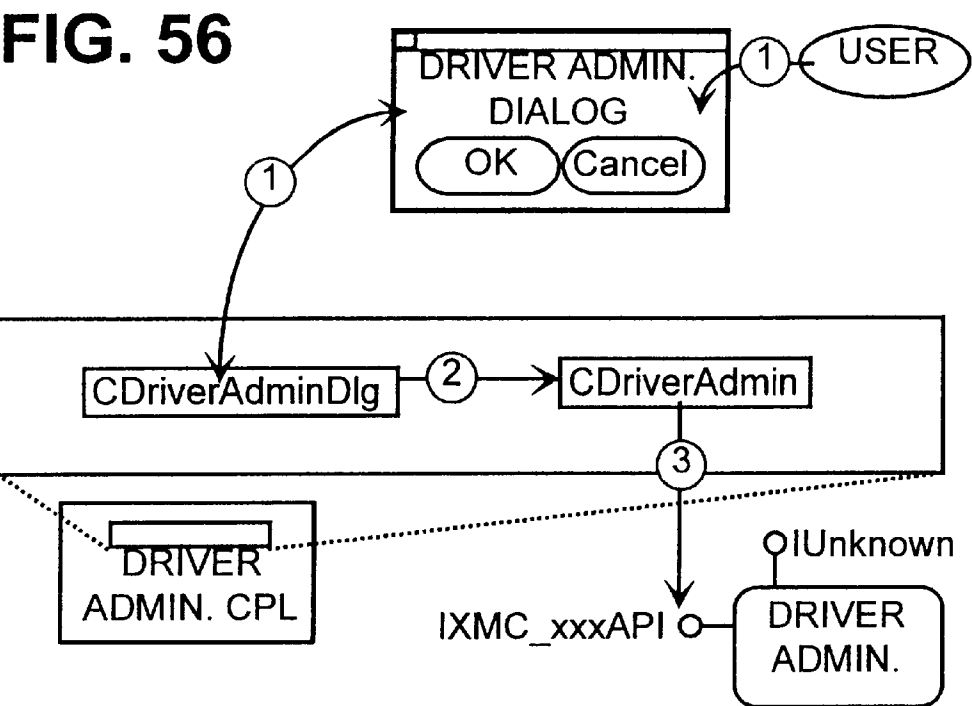 FIG. 56
DRIVER ADMIN.
DIALOG
OK
Cancel
1
USER
1
CDriverAdminDlg
2
CDriverAdmin
3
DRIVER
ADMIN. CPL
IUnknown
IXMC_xxxAPI
DRIVER
ADMIN.